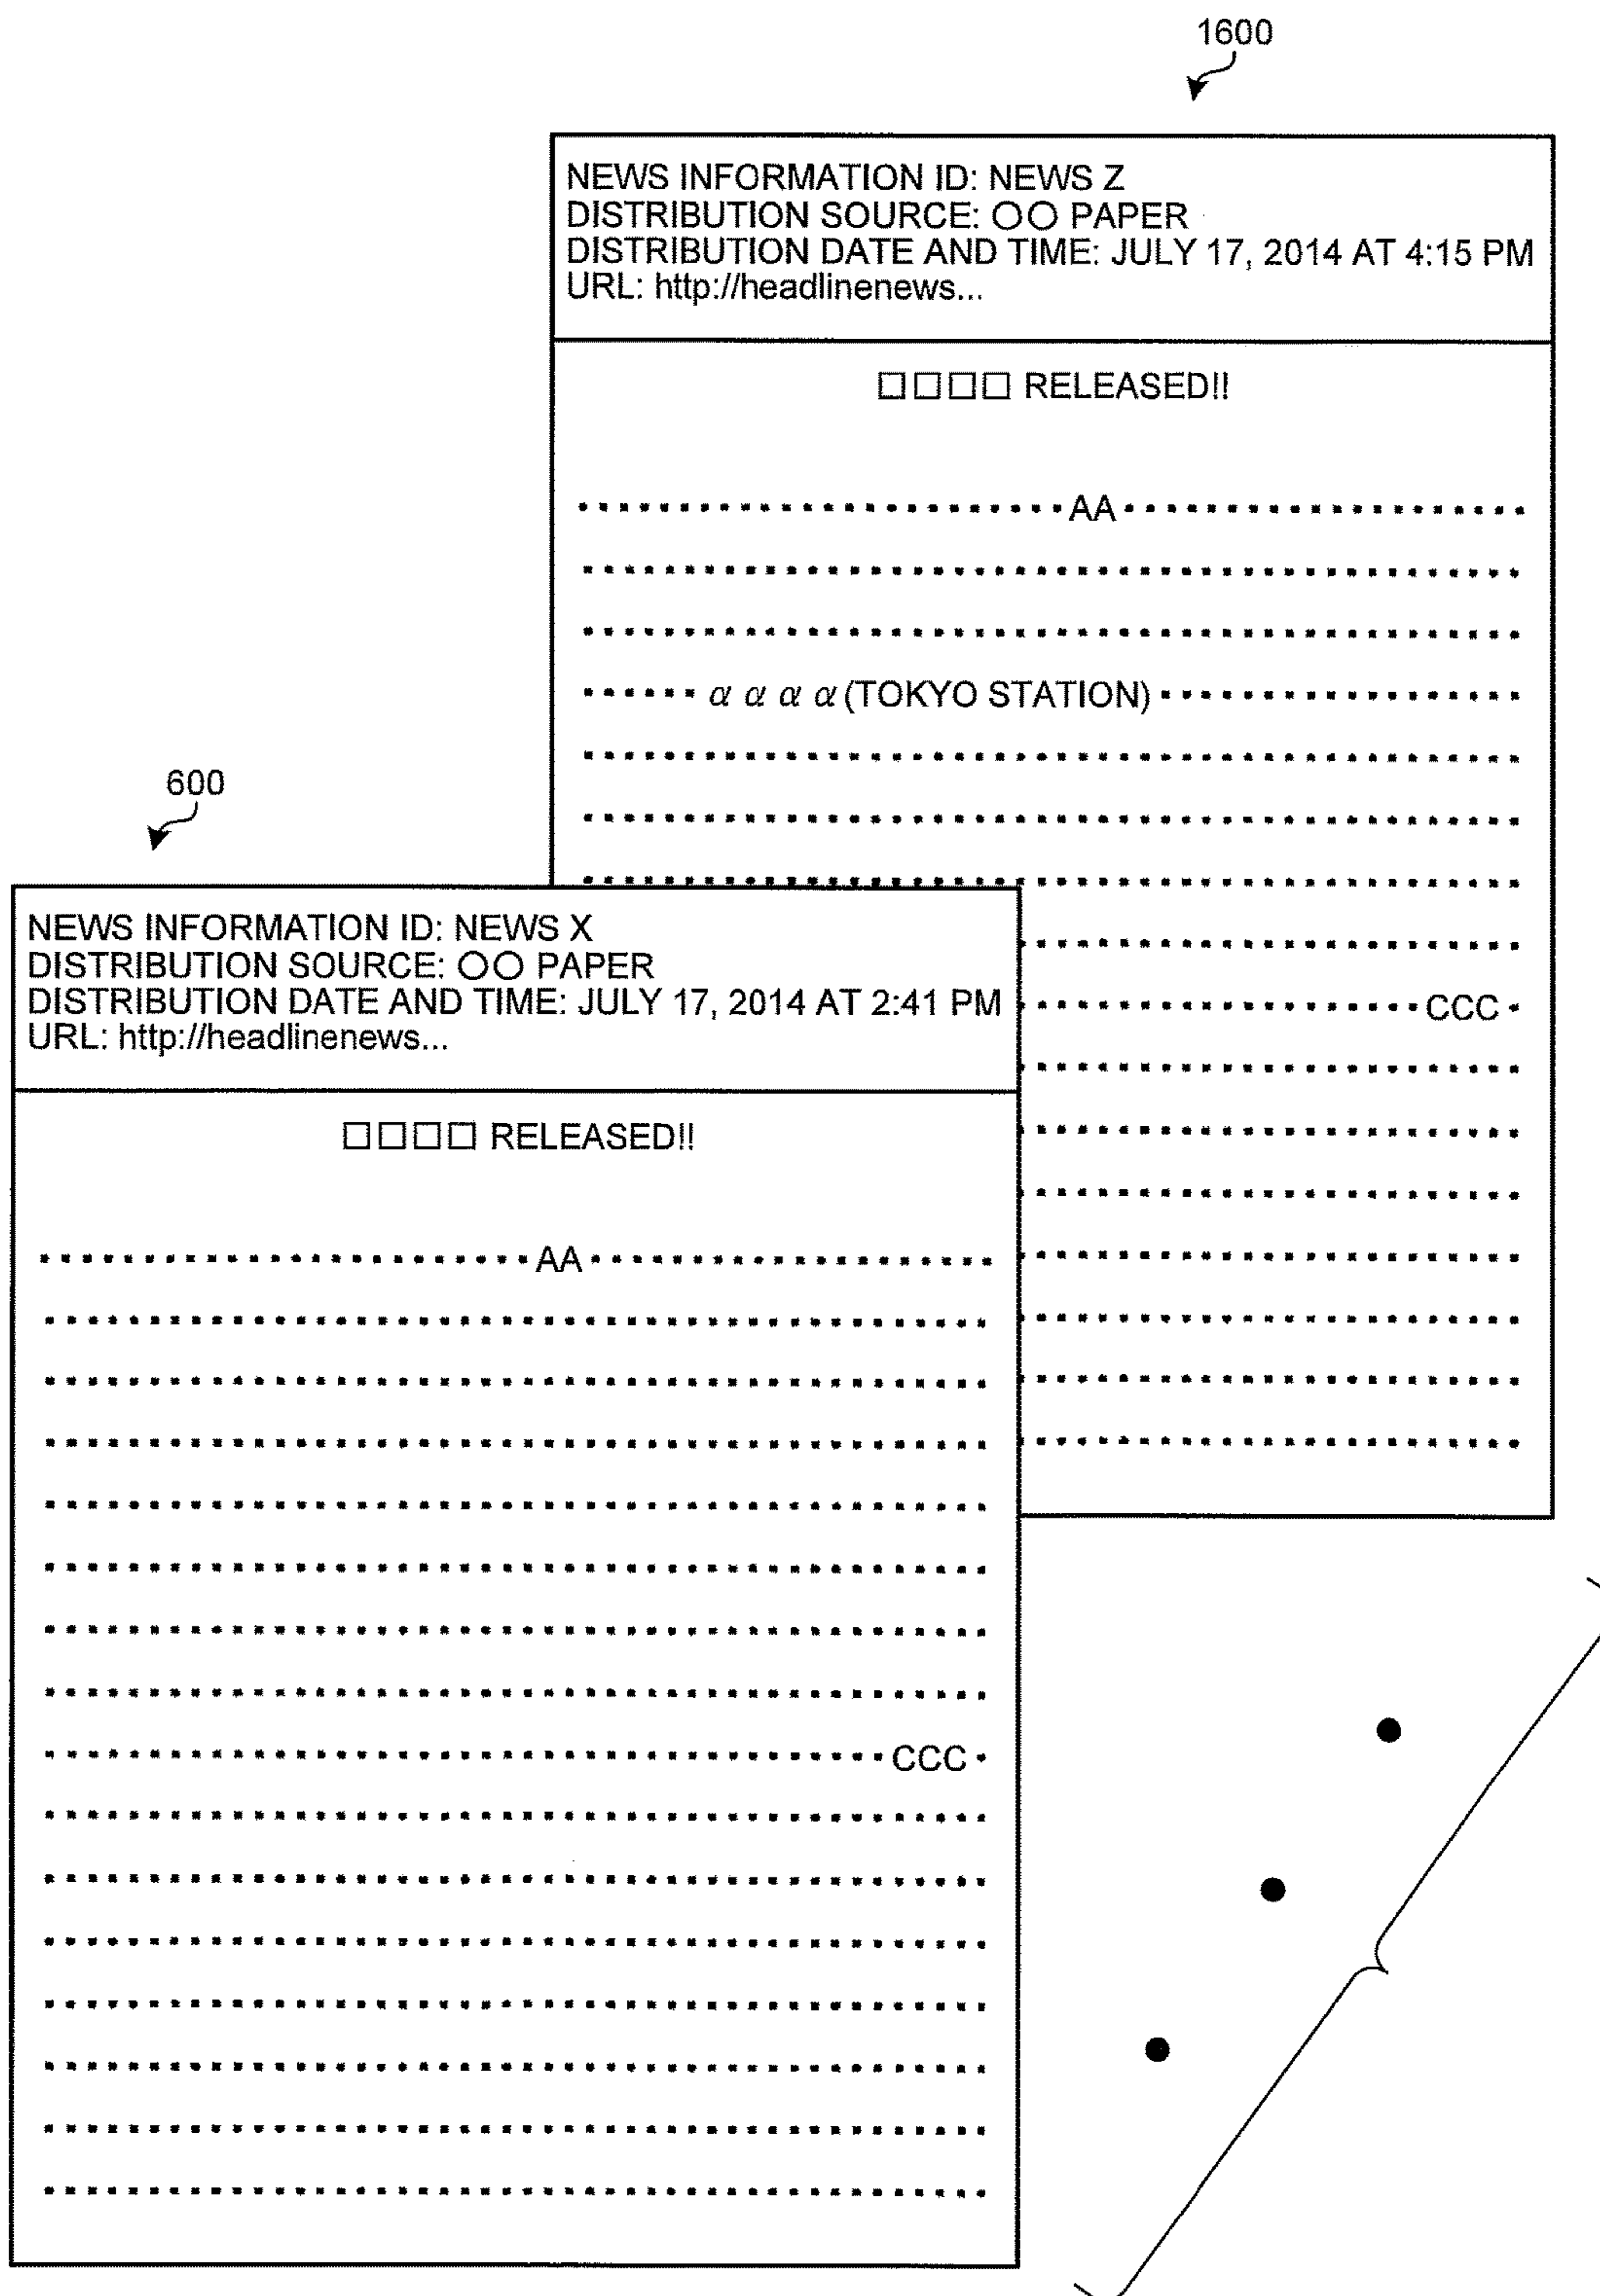 1600
NEWS INFORMATION ID: NEWS Z
DISTRIBUTION SOURCE: ○○ PAPER
DISTRIBUTION DATE AND TIME: JULY 17, 2014 AT 4:15 PM
URL: http://headlinenews...
□□□□ RELEASED!!
AA
α α α α (TOKYO STATION)
CCC
600
NEWS INFORMATION ID: NEWS X
DISTRIBUTION SOURCE: ○○ PAPER
DISTRIBUTION DATE AND TIME: JULY 17, 2014 AT 2:41 PM
URL: http://headlinenews...
□□□□ RELEASED!!
AA
CCC